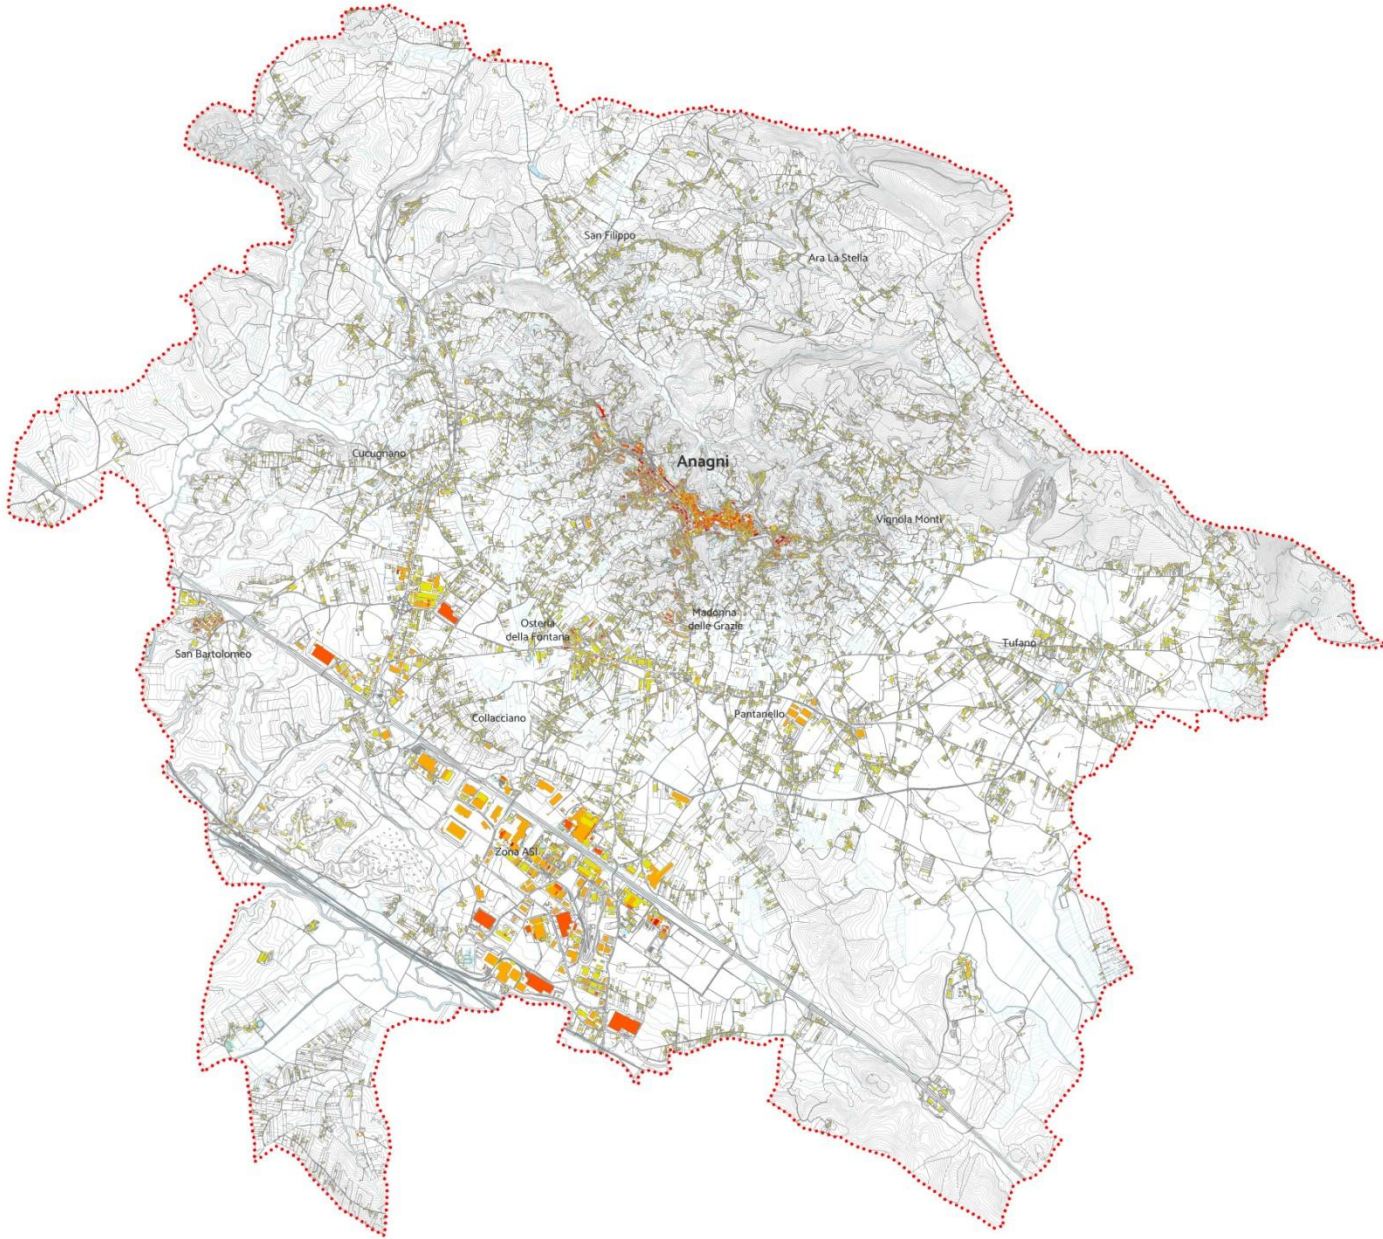 San Filippo
Ara La Stella
Cucugnano
Anagni
Vignola Monti
Madonna
delle Grazie
Osteria
della Fontana
San Bartolomeo
Tufano
Collacciano
Pantanello
Zona ASI